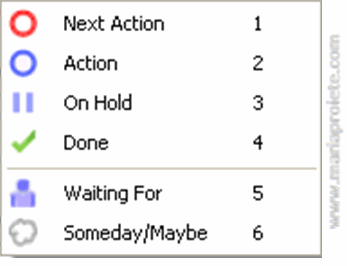 Next Action 1
Action 2
On Hold 3
Done 4
Waiting For 5
Someday/Maybe 6
www.mariaprolete.com